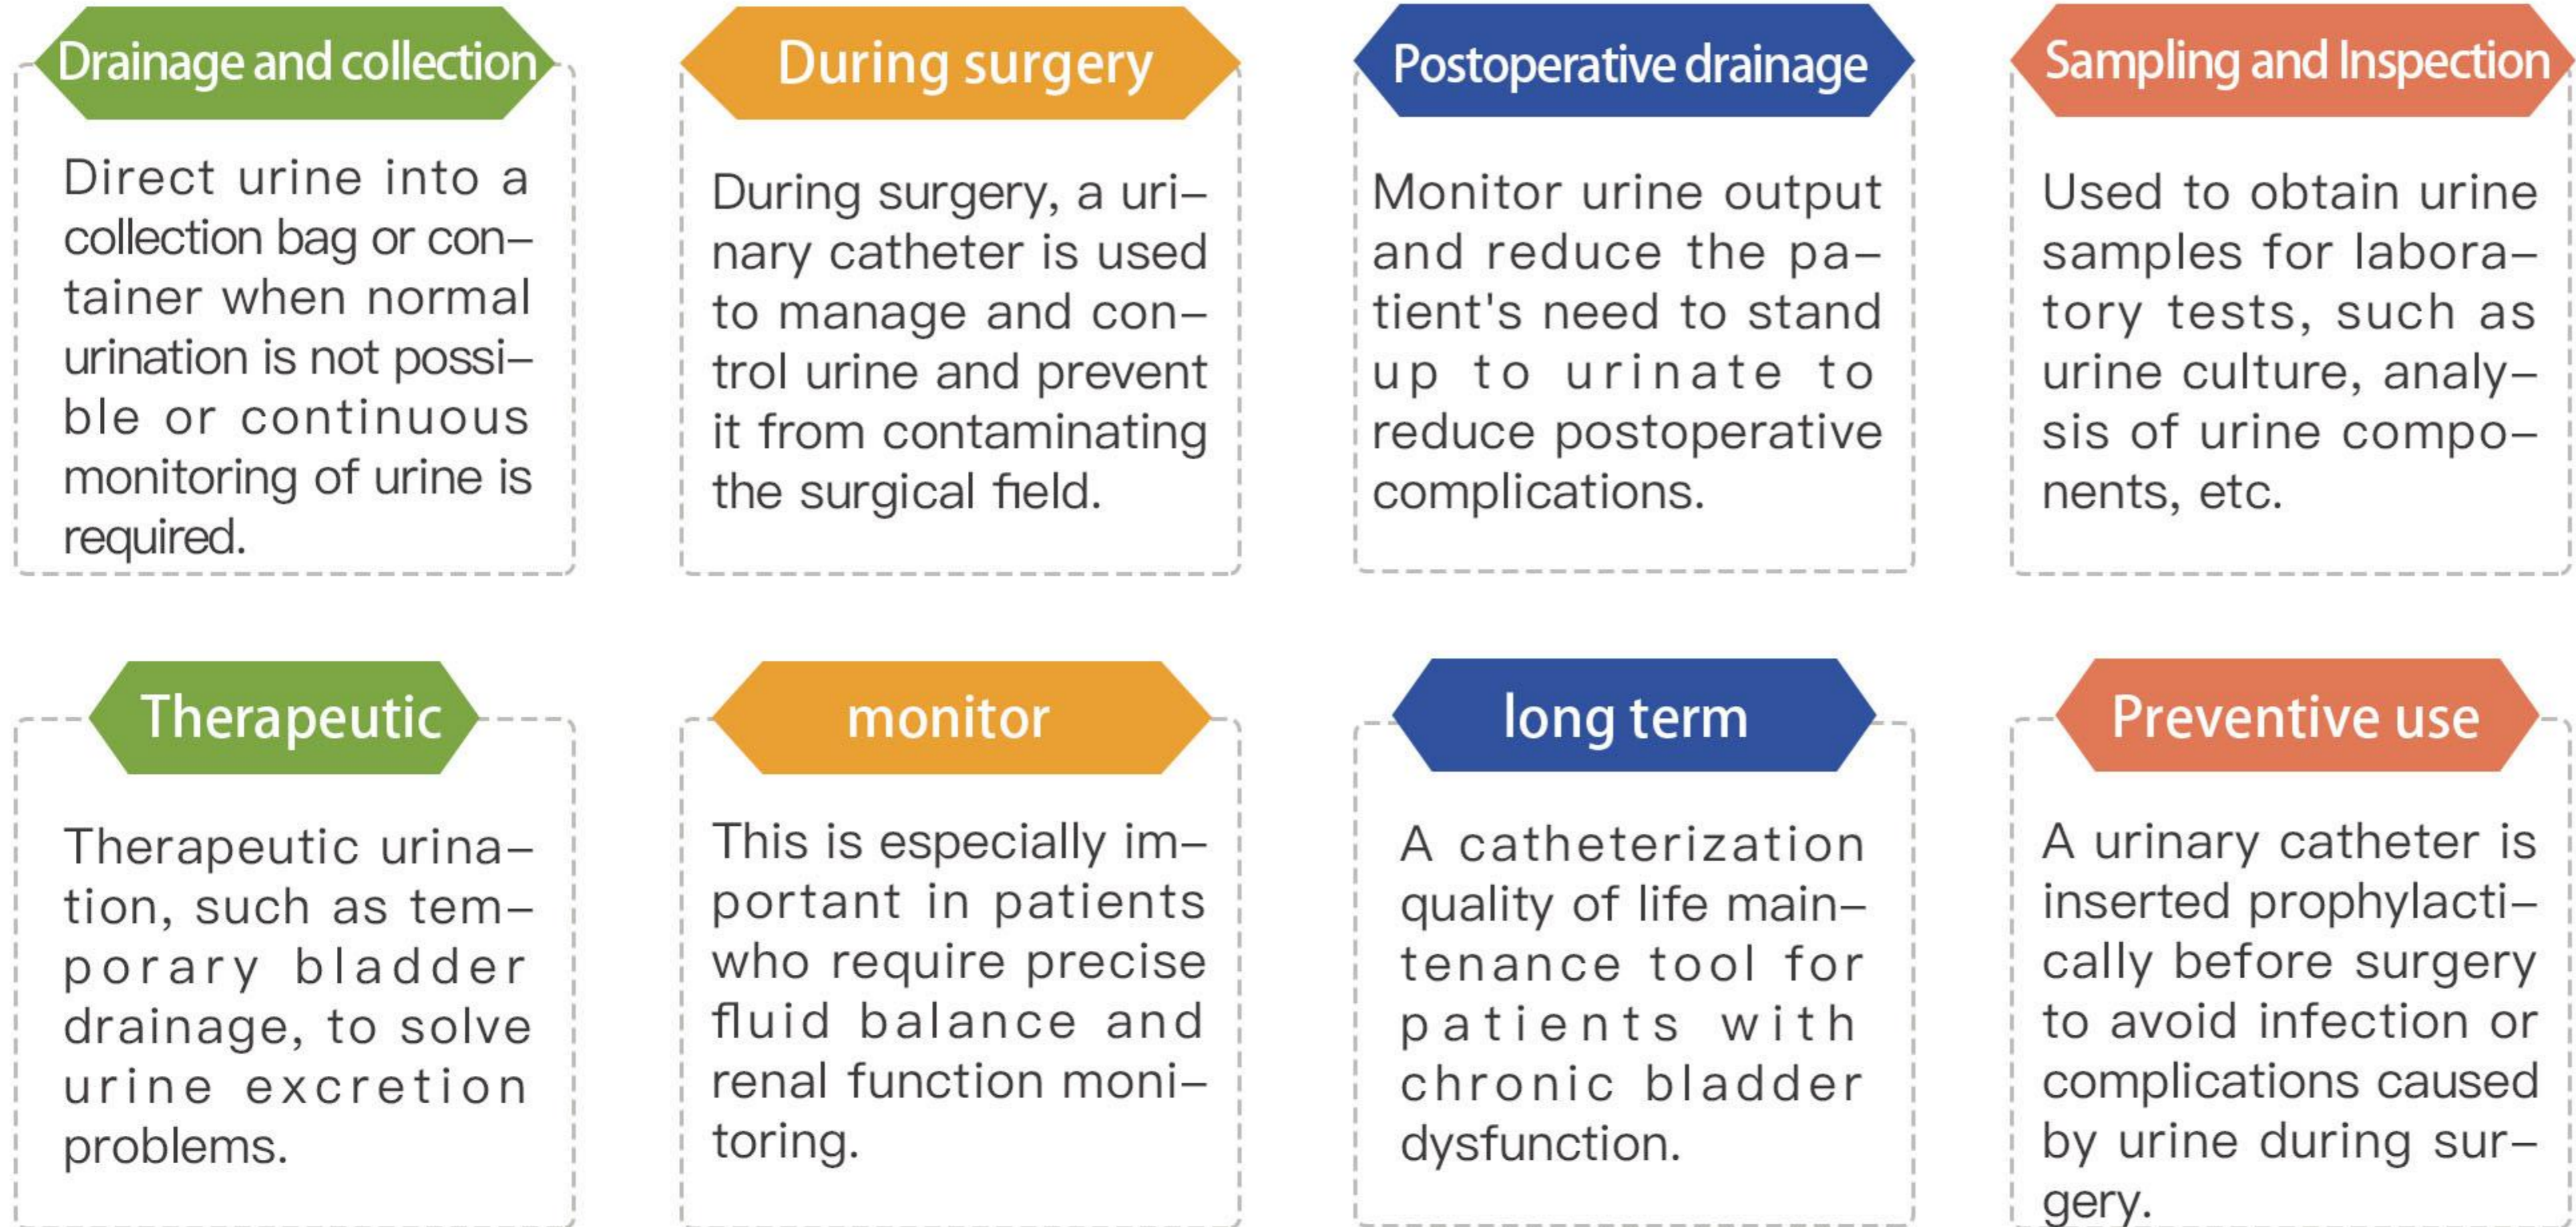 Drainage and collection
Direct urine into a
collection bag or con–
tainer when normal
urination is not possi–
ble or continuous
monitoring of urine is
required.
During surgery
During surgery, a uri–
nary catheter is used
to manage and con–
trol urine and prevent
it from contaminating
the surgical field.
Postoperative drainage
Monitor urine output
and reduce the pa–
tient's need to stand
up to urinate to
reduce postoperative
complications.
Sampling and Inspection
Used to obtain urine
samples for labora–
tory tests, such as
urine culture, analy–
sis of urine compo–
nents, etc.
Therapeutic
Therapeutic urina–
tion, such as tem–
porary bladder
drainage, to solve
urine excretion
problems.
monitor
This is especially im–
portant in patients
who require precise
fluid balance and
renal function moni–
toring.
long term
A catheterization
quality of life main–
tenance tool for
patients with
chronic bladder
dysfunction.
Preventive use
A urinary catheter is
inserted prophylacti–
cally before surgery
to avoid infection or
complications caused
by urine during sur–
gery.